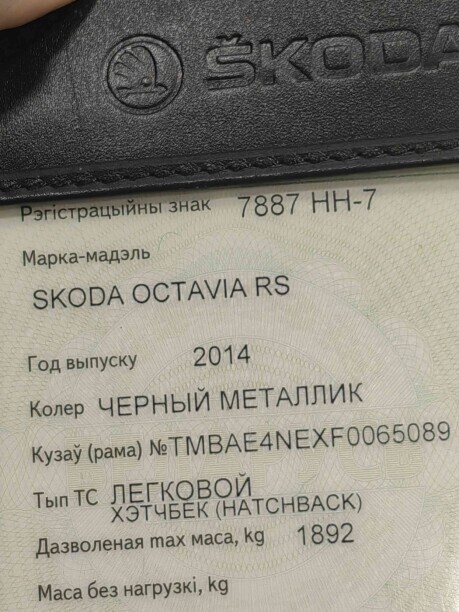 ŠKODA
Рэгістрацыйны знак 7887 НН-7
Марка-мадэль
SKODA OCTAVIA RS
Год выпуску 2014
Колер ЧЕРНЫЙ МЕТАЛЛИК
Кузаў (рама) №TMBAE4NEXF0065089
Тып ТС ЛЕГКОВОЙ
ХЭТЧБЕК (HATCHBACK)
Дазволеная max маса, kg 1892
Маса без нагрузкі, kg